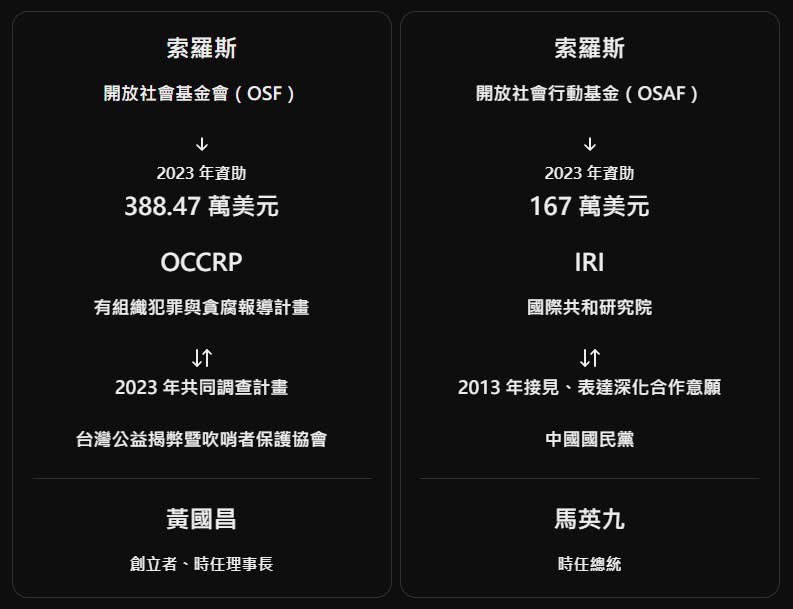 索羅斯
開放社會基金會(OSF)
↓
2023 年資助
388.47 萬美元
OCCRP
有組織犯罪與貪腐報導計畫
↓↑
2023 年共同調查計畫
台灣公益揭弊暨吹哨者保護協會
黃國昌
創立者、時任理事長
索羅斯
開放社會行動基金(OSAF)
↓
2023 年資助
167 萬美元
IRI
國際共和研究院
↓↑
2013 年接見、表達深化合作意願
中國國民黨
馬英九
時任總統